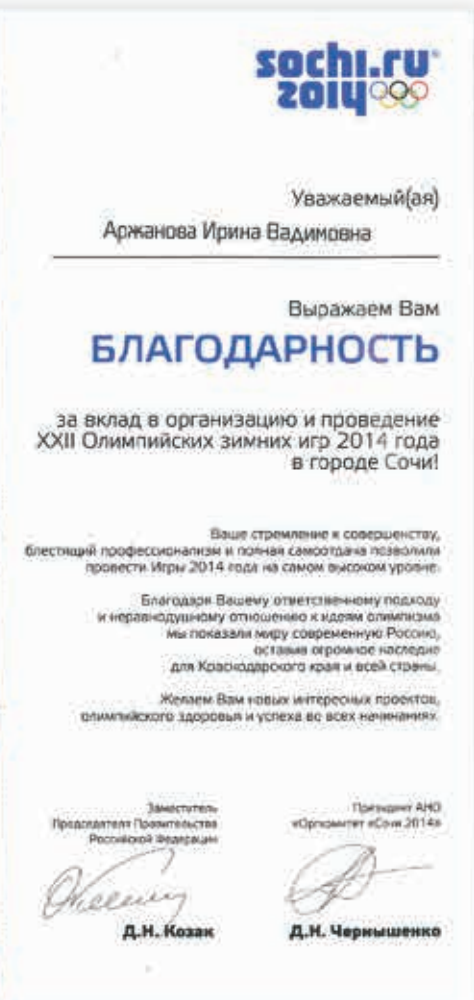 sochi.ru
2014
Уважаемый(ая)
Аржанова Ирина Вадимовна
Выражаем Вам
БЛАГОДАРНОСТЬ
за вклад в организацию и проведение
XXII Олимпийских зимних игр 2014 года
в городе Сочи!
Ваше стремление к совершенству,
блестящий профессионализм и полная самоотдача позволили
провести Игры 2014 года на самом высоком уровне.
Благодаря Вашему ответственному подходу
и неравнодушному отношению к идеям олимпизма
мы показали миру современную Россию,
оставив огромное наследие
для Краснодарского края и всей страны.
Желаем Вам новых интересных проектов,
олимпийского здоровья и успеха во всех начинаниях.
Заместитель
Председателя Правительства
Российской Федерации
Президент АНО
«Оргкомитет «Сочи 2014»
Д.Н. Козак
Д.Н. Чернышенко